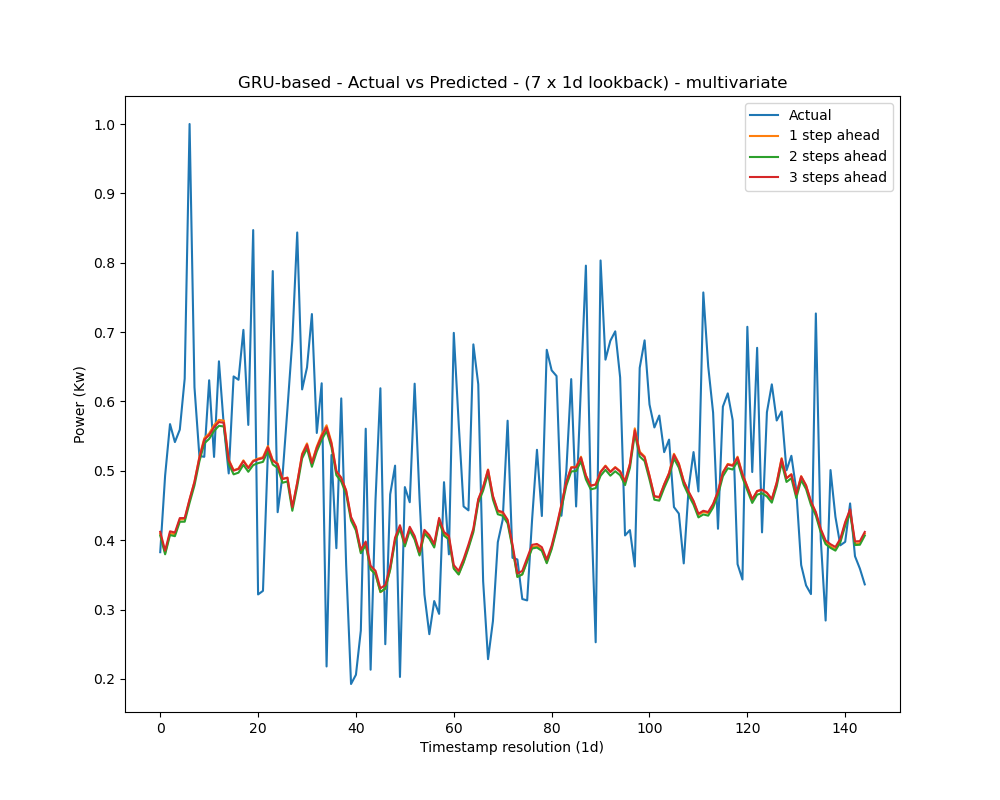 GRU-based - Actual vs Predicted - (7 x 1d lookback) - multivariate
Actual
1 step ahead
2 steps ahead
3 steps ahead
1.0
0.9
0.8
0.7
0.6
0.5
0.4
0.3
0.2
Power (Kw)
0 20 40 60 80 100 120 140
Timestamp resolution (1d)